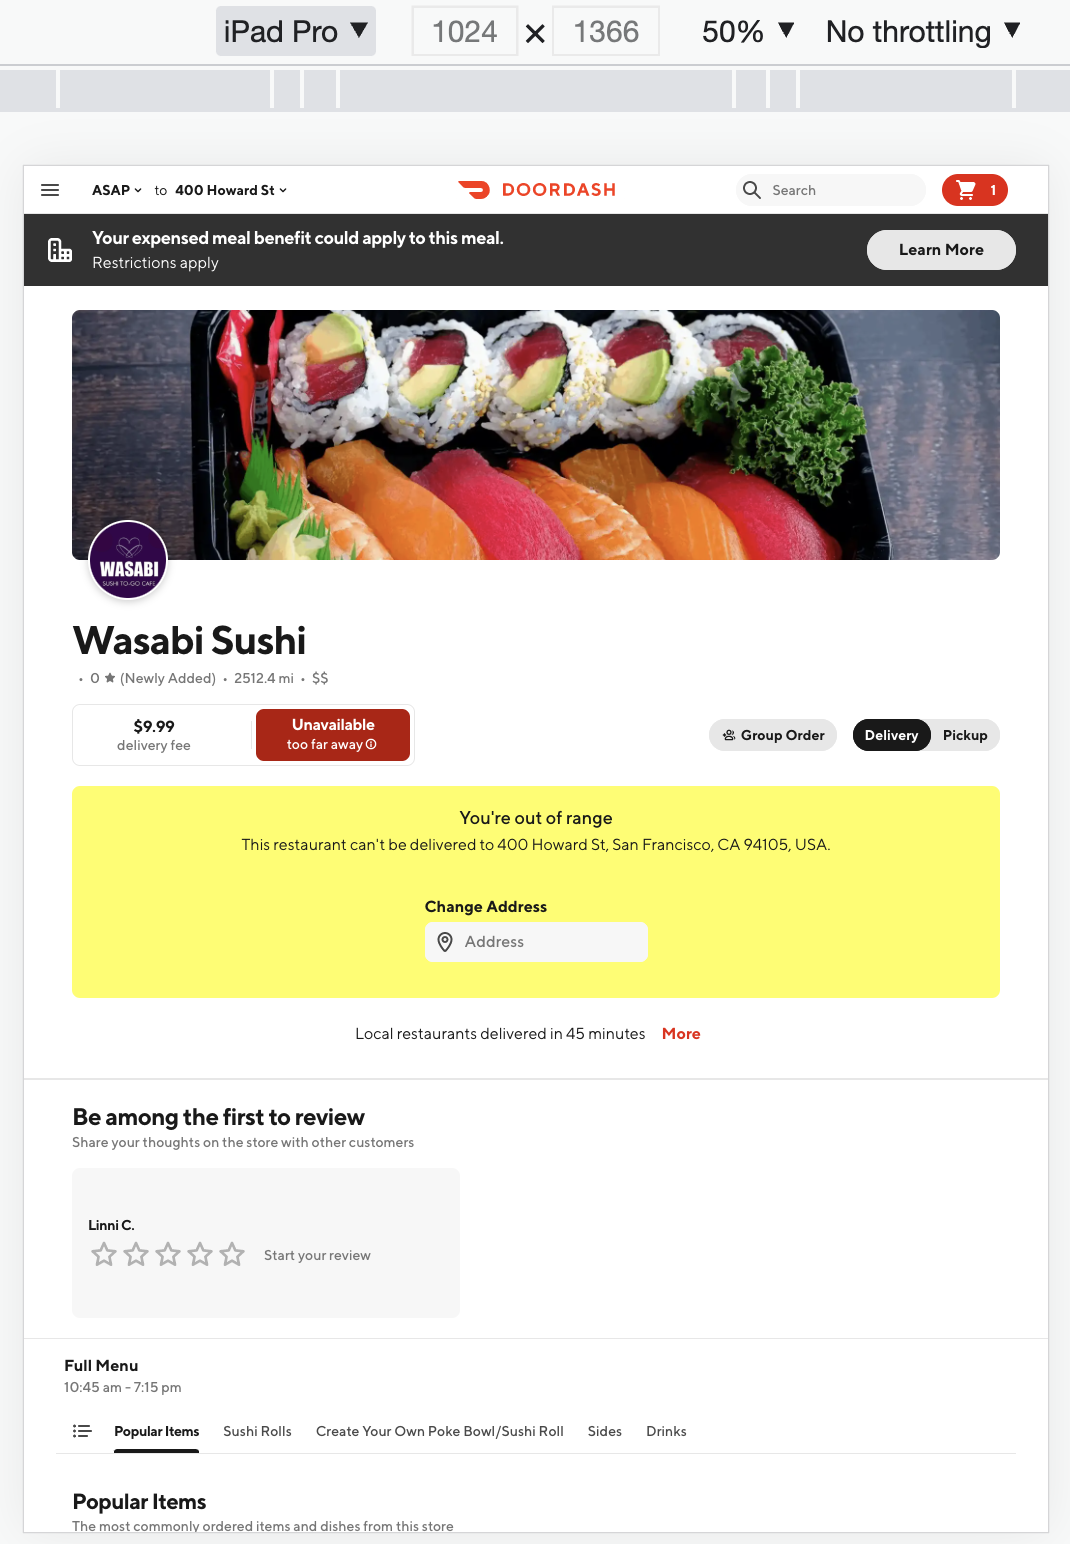 iPad Pro ▼ 1024 × 1366 50% ▼ No throttling ▼
ASAP to 400 Howard St DOORDASH Search 1
Your expensed meal benefit could apply to this meal.
Restrictions apply
Learn More
WASABI
SUSHI TO-GO CAFE
Wasabi Sushi
• 0 ★ (Newly Added) • 2512.4 mi • $$
$9.99
delivery fee
Unavailable
too far away
Group Order Delivery Pickup
You're out of range
This restaurant can't be delivered to 400 Howard St, San Francisco, CA 94105, USA.
Change Address
Address
Local restaurants delivered in 45 minutes More
Be among the first to review
Share your thoughts on the store with other customers
Linni C.
Start your review
Full Menu
10:45 am - 7:15 pm
Popular Items Sushi Rolls Create Your Own Poke Bowl/Sushi Roll Sides Drinks
Popular Items
The most commonly ordered items and dishes from this store